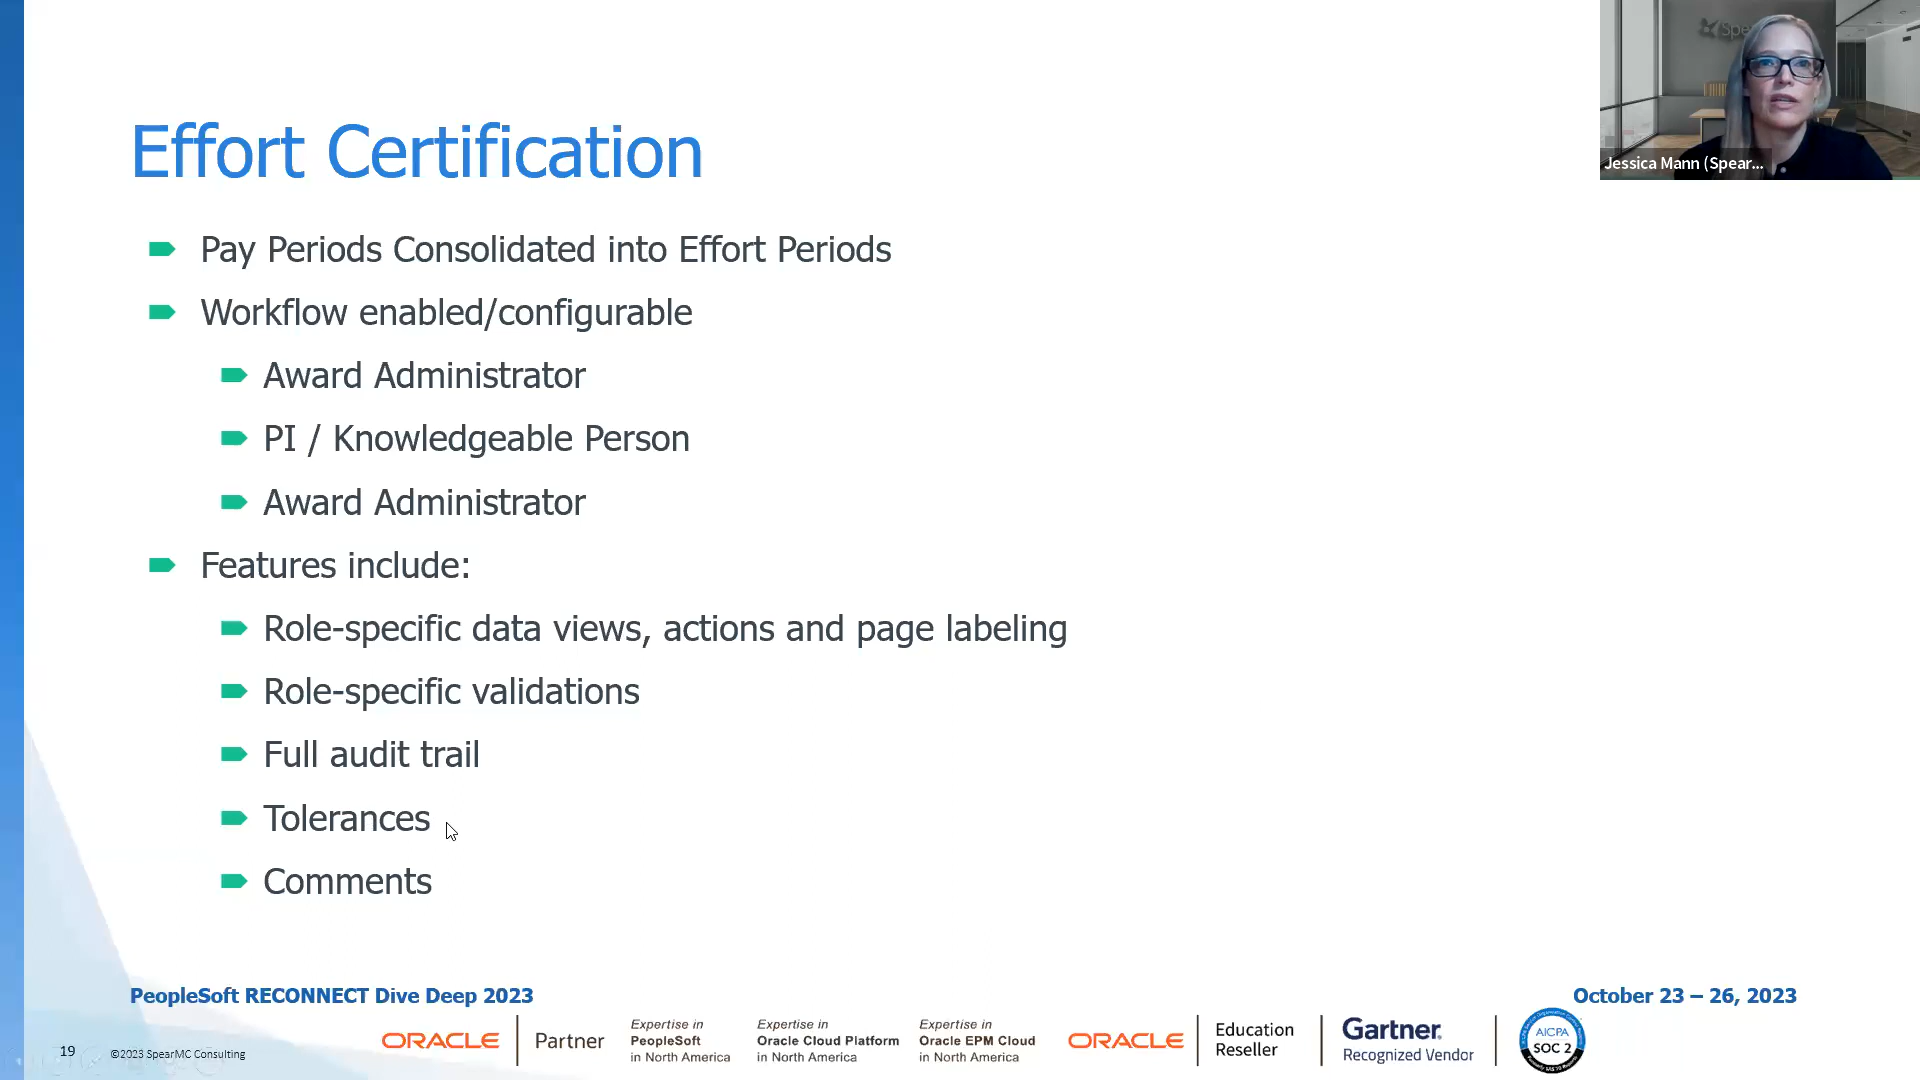 Effort Certification
Pay Periods Consolidated into Effort Periods
Workflow enabled/configurable
Award Administrator
PI / Knowledgeable Person
Award Administrator
Features include:
Role-specific data views, actions and page labeling
Role-specific validations
Full audit trail
Tolerances
Comments
Jessica Mann (Spear...
PeopleSoft RECONNECT Dive Deep 2023
October 23 – 26, 2023
19
©2023 SpearMC Consulting
ORACLE
Partner
Expertise in
PeopleSoft
in North America
Expertise in
Oracle Cloud Platform
in North America
Expertise in
Oracle EPM Cloud
in North America
ORACLE
Education
Reseller
Gartner
Recognized Vendor
AICPA
SOC 2